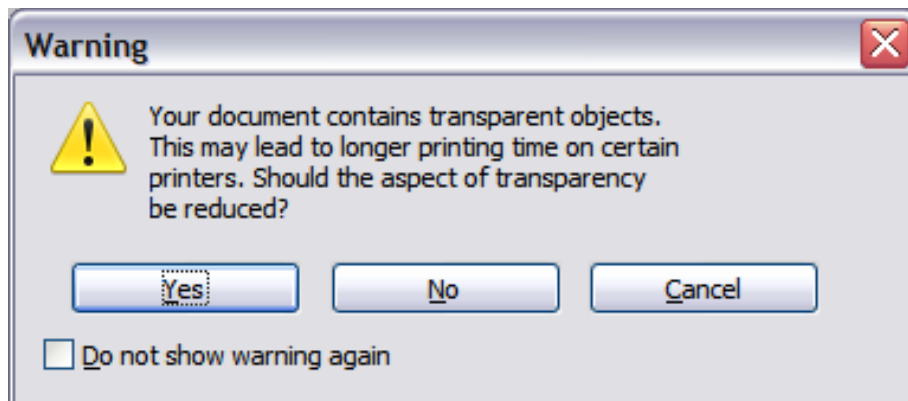 Warning
Your document contains transparent objects.
This may lead to longer printing time on certain
printers. Should the aspect of transparency
be reduced?
Yes No Cancel
Do not show warning again